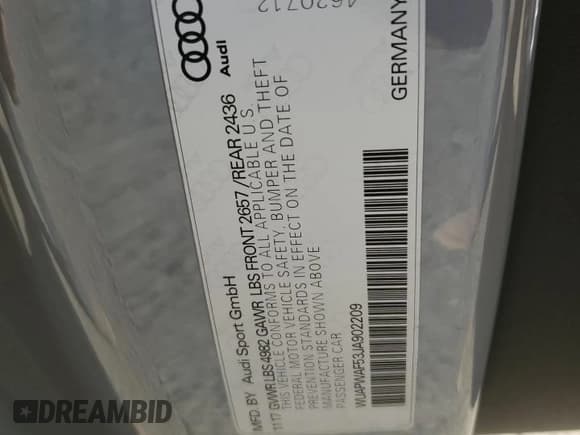 4620712
Audi
MFD. BY Audi Sport GmbH
11 17 GVWR LBS 4982 GAWR LBS FRONT 2657 / REAR 2436
THIS VEHICLE CONFORMS TO ALL APPLICABLE U S
FEDERAL MOTOR VEHICLE SAFETY, BUMPER AND THEFT
PREVENTION STANDARDS IN EFFECT ON THE DATE OF
MANUFACTURE SHOWN ABOVE
PASSENGER CAR
WUAPWAF53JA902209
GERMANY
DREAMBID